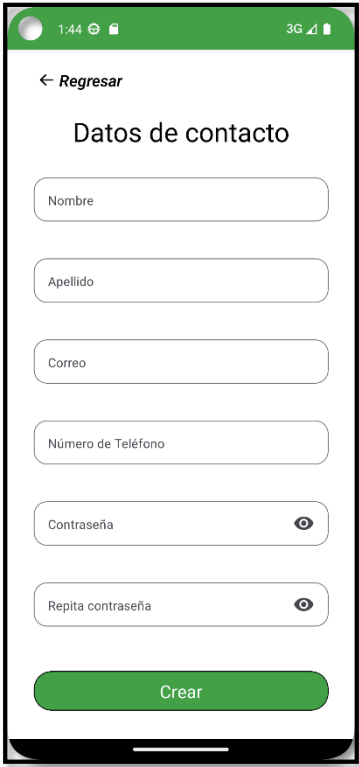 1:44 3G
← Regresar
Datos de contacto
Nombre
Apellido
Correo
Número de Teléfono
Contraseña
Repita contraseña
Crear